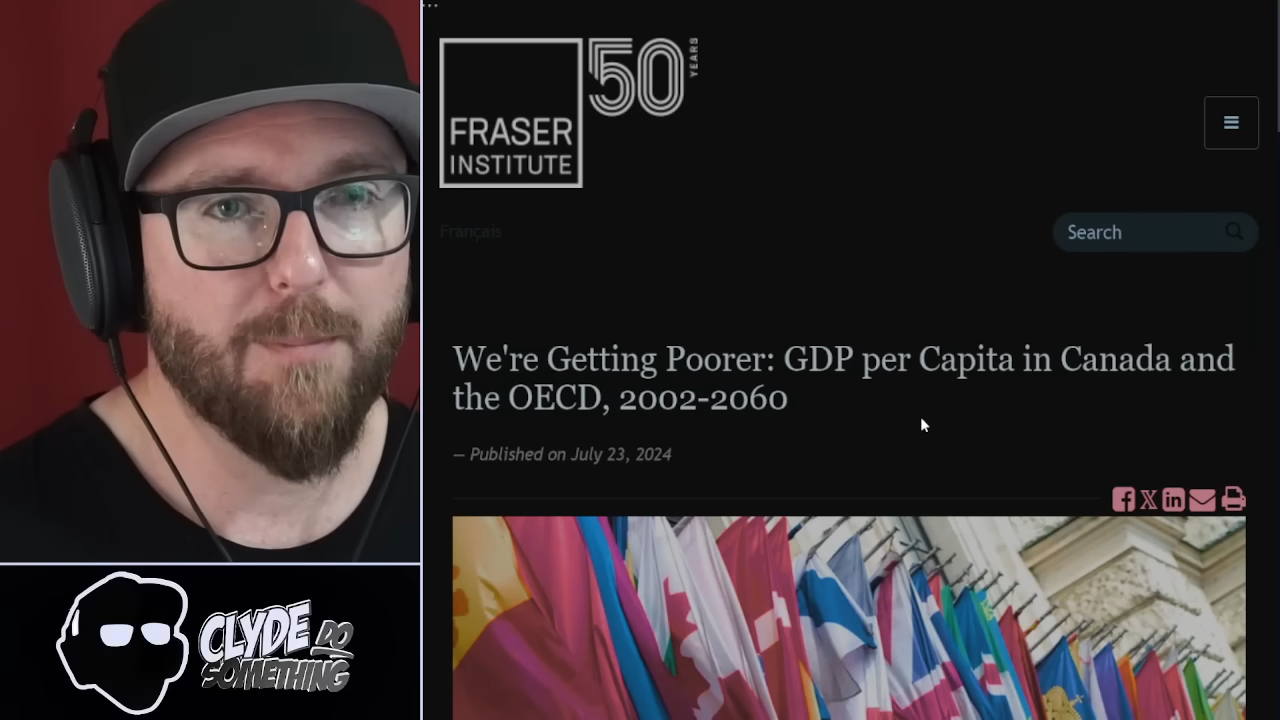 FRASER
INSTITUTE
50
YEARS
Français
Search
We're Getting Poorer: GDP per Capita in Canada and
the OECD, 2002-2060
— Published on July 23, 2024
CLYDE DO
SOMETHING